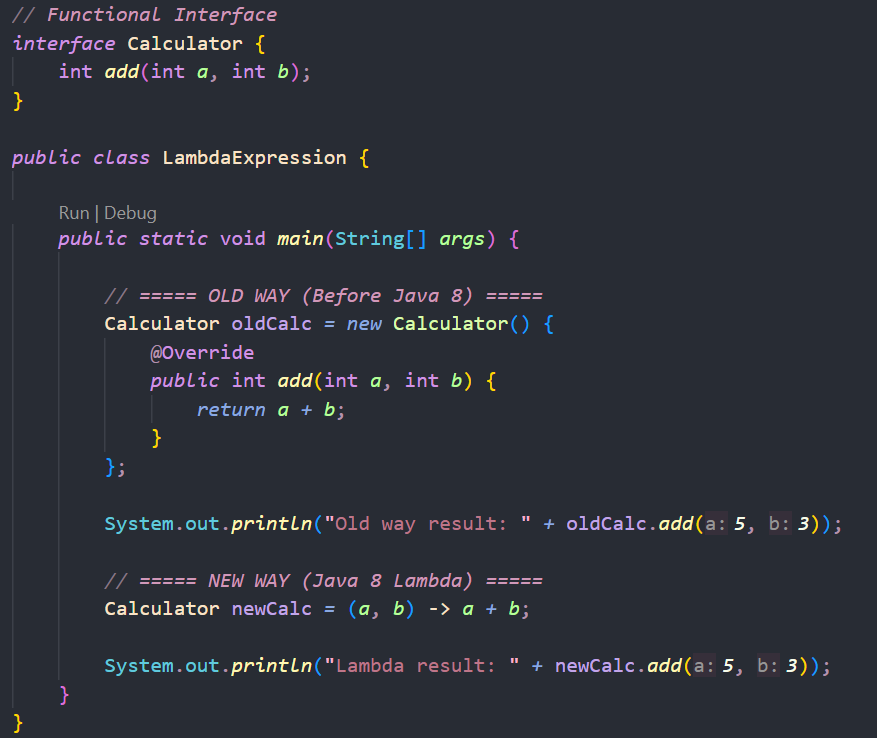 // Functional Interface
interface Calculator {
    int add(int a, int b);
}

public class LambdaExpression {

    Run | Debug
    public static void main(String[] args) {

        // ===== OLD WAY (Before Java 8) =====
        Calculator oldCalc = new Calculator() {
            @Override
            public int add(int a, int b) {
                return a + b;
            }
        };

        System.out.println("Old way result: " + oldCalc.add(a: 5, b: 3));

        // ===== NEW WAY (Java 8 Lambda) =====
        Calculator newCalc = (a, b) -> a + b;

        System.out.println("Lambda result: " + newCalc.add(a: 5, b: 3));
    }
}